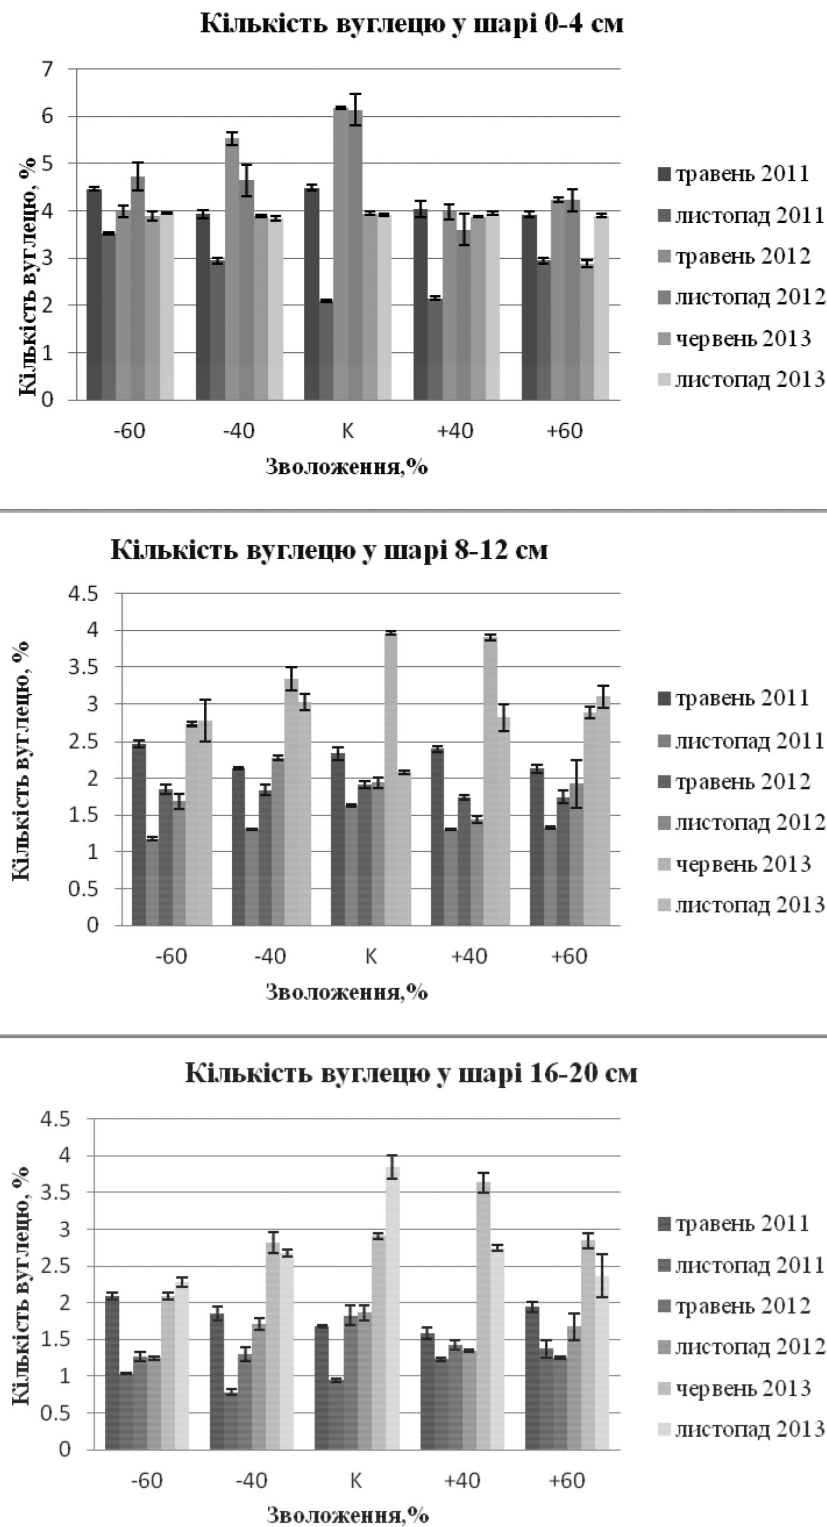 Кількість вуглецю у шарі 0-4 см
Кількість вуглецю, %
7
6
5
4
3
2
1
0
-60 -40 К +40 +60
Зволоження,%
травень 2011
листопад 2011
травень 2012
листопад 2012
червень 2013
листопад 2013
Кількість вуглецю у шарі 8-12 см
Кількість вуглецю, %
4.5
4
3.5
3
2.5
2
1.5
1
0.5
0
-60 -40 К +40 +60
Зволоження,%
травень 2011
листопад 2011
травень 2012
листопад 2012
червень 2013
листопад 2013
Кількість вуглецю у шарі 16-20 см
Кількість вуглецю, %
4.5
4
3.5
3
2.5
2
1.5
1
0.5
0
-60 -40 К +40 +60
Зволоження,%
травень 2011
листопад 2011
травень 2012
листопад 2012
червень 2013
листопад 2013